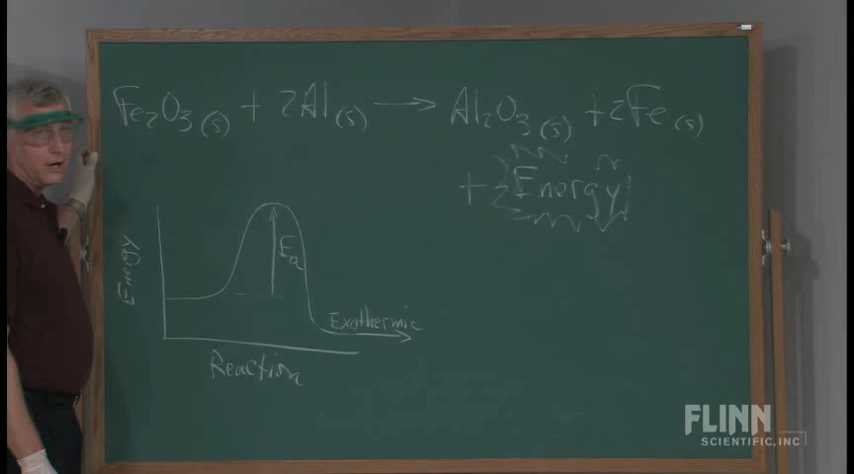 Fe₂O₃(s) + 2Al(s) → Al₂O₃(s) + 2Fe(s)
+ Energy
Energy
Ea
Exothermic
Reaction
FLINN
SCIENTIFIC, INC